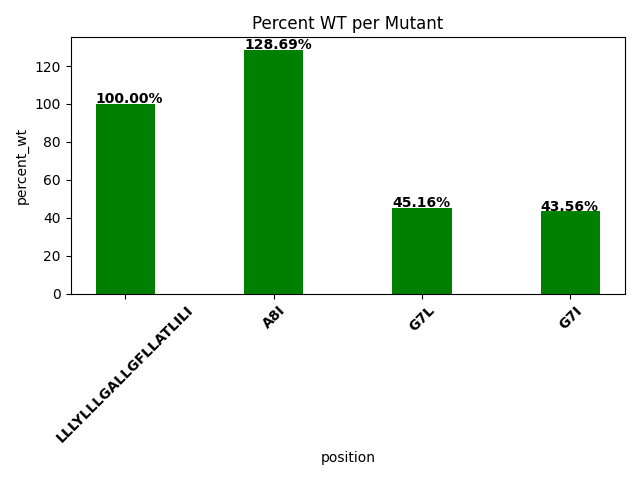 Percent WT per Mutant
percent_wt
120
100
80
60
40
20
0
100.00%
128.69%
45.16%
43.56%
LLLYLLLGALLGFLLATLILI
A8I
G7L
G7I
position